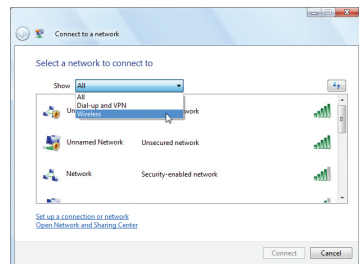 Connect to a network
Select a network to connect to
Show All
All
Dial-up and VPN
Wireless
Un work
Unnamed Network Unsecured network
Network Security-enabled network
Set up a connection or network
Open Network and Sharing Center
Connect Cancel